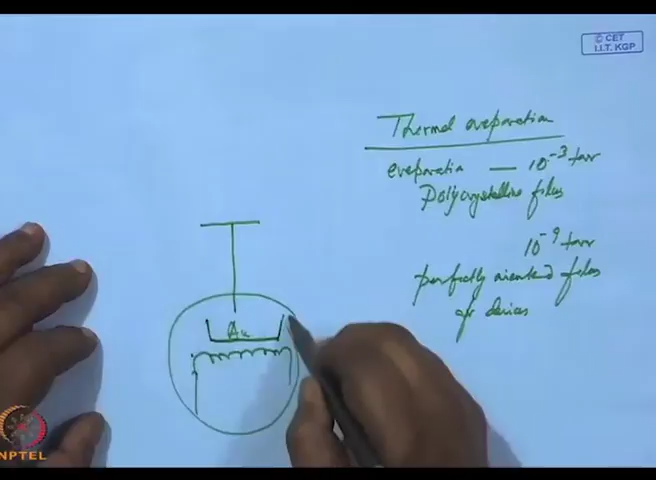 © CET
I.I.T. KGP
Thermal evaporation
evaporatin — 10⁻³ torr
Polycrystalline films
10⁻⁹ torr
perfectly oriented films
for devices
Au
NPTEL